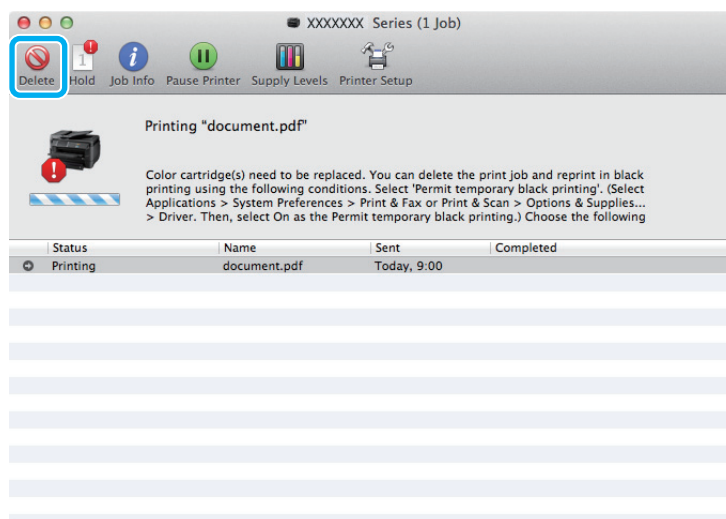 XXXXXXX Series (1 Job)
Delete Hold Job Info Pause Printer Supply Levels Printer Setup
1
Printing "document.pdf"
Color cartridge(s) need to be replaced. You can delete the print job and reprint in black
printing using the following conditions. Select 'Permit temporary black printing'. (Select
Applications > System Preferences > Print & Fax or Print & Scan > Options & Supplies...
> Driver. Then, select On as the Permit temporary black printing.) Choose the following
Status Name Sent Completed
Printing document.pdf Today, 9:00